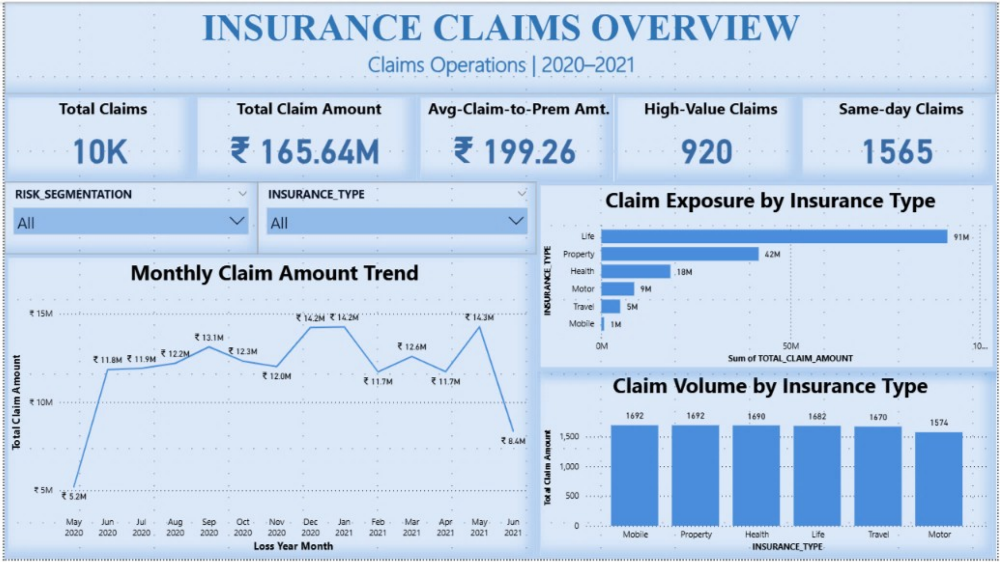 INSURANCE CLAIMS OVERVIEW
Claims Operations | 2020–2021
Total Claims
10K
Total Claim Amount
₹ 165.64M
Avg-Claim-to-Prem Amt.
₹ 199.26
High-Value Claims
920
Same-day Claims
1565
RISK_SEGMENTATION
All
INSURANCE_TYPE
All
Monthly Claim Amount Trend
Total Claim Amount
₹ 15M
₹ 10M
₹ 5M
₹ 5.2M
₹ 11.8M
₹ 11.9M
₹ 12.2M
₹ 13.1M
₹ 12.3M
₹ 12.0M
₹ 14.2M
₹ 14.2M
₹ 11.7M
₹ 12.6M
₹ 11.7M
₹ 14.3M
₹ 8.4M
May 2020
Jun 2020
Jul 2020
Aug 2020
Sep 2020
Oct 2020
Nov 2020
Dec 2020
Jan 2021
Feb 2021
Mar 2021
Apr 2021
May 2021
Jun 2021
Loss Year Month
Claim Exposure by Insurance Type
INSURANCE_TYPE
Life 91M
Property 42M
Health 18M
Motor 9M
Travel 5M
Mobile 1M
0M 50M 10...
Sum of TOTAL_CLAIM_AMOUNT
Claim Volume by Insurance Type
Total Claim Amount
1,500
1,000
500
0
1692 1692 1690 1682 1670 1574
Mobile Property Health Life Travel Motor
INSURANCE_TYPE